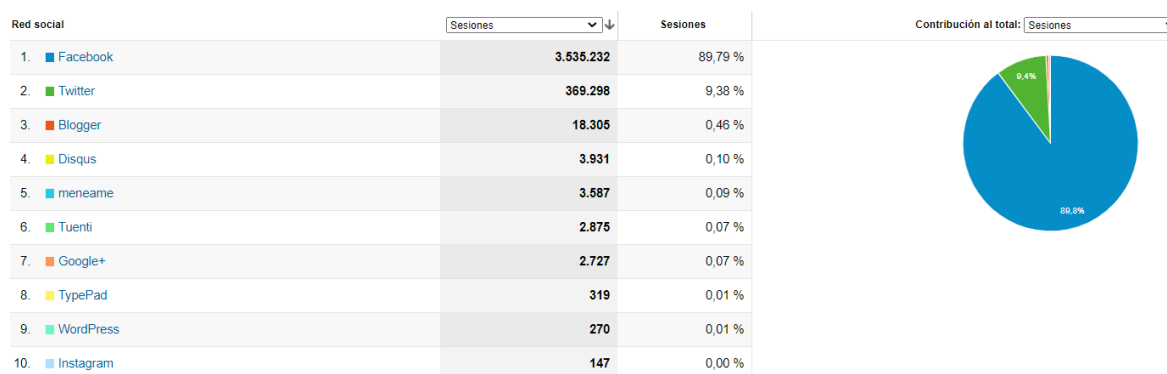 Red social Sesiones Sesiones Contribución al total: Sesiones
1. Facebook 3.535.232 89,79 %
2. Twitter 369.298 9,38 %
3. Blogger 18.305 0,46 %
4. Disqus 3.931 0,10 %
5. meneame 3.587 0,09 %
6. Tuenti 2.875 0,07 %
7. Google+ 2.727 0,07 %
8. TypePad 319 0,01 %
9. WordPress 270 0,01 %
10. Instagram 147 0,00 %
9,4%
89,8%